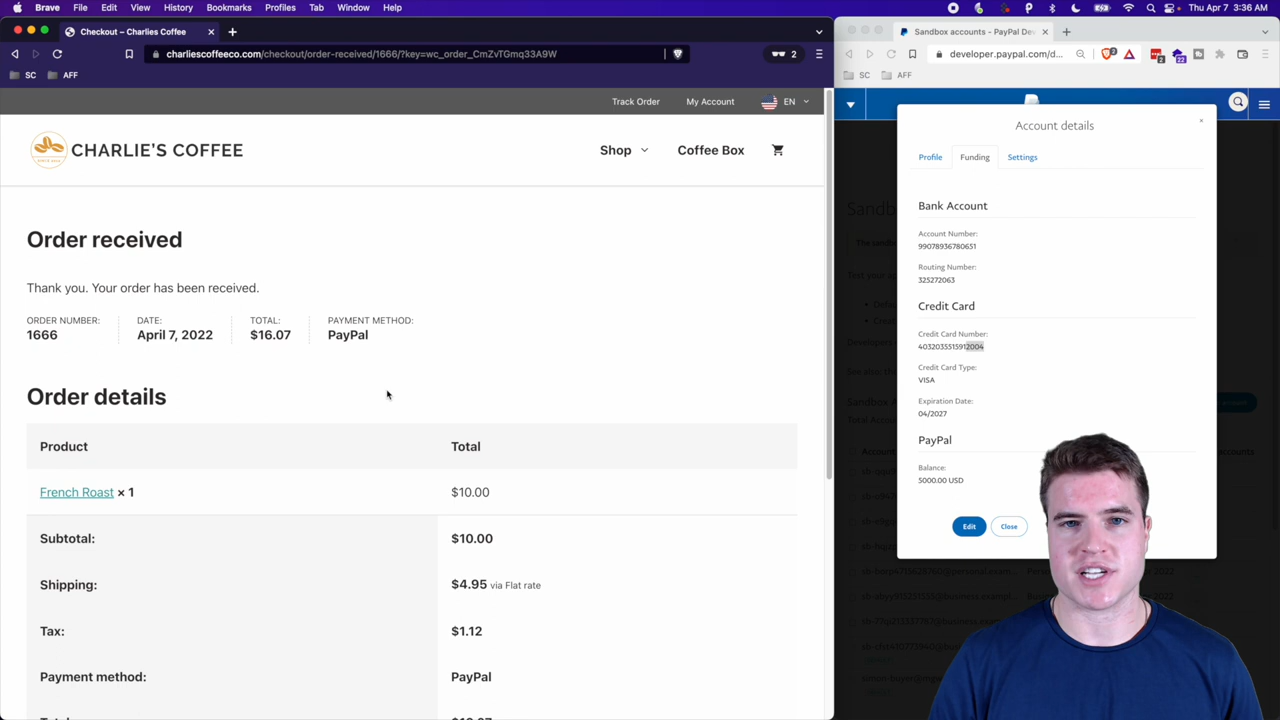 Brave File Edit View History Bookmarks Profiles Tab Window Help
Thu Apr 7 3:36 AM
Checkout – Charlies Coffee
charliescoffeeco.com/checkout/order-received/1666/?key=wc_order_CmZvTGmq33A9W
2
SC AFF
Track Order My Account EN
CHARLIE'S COFFEE
Shop Coffee Box
Order received
Thank you. Your order has been received.
ORDER NUMBER: DATE: TOTAL: PAYMENT METHOD:
1666 April 7, 2022 $16.07 PayPal
Order details
Product Total
French Roast × 1 $10.00
Subtotal: $10.00
Shipping: $4.95 via Flat rate
Tax: $1.12
Payment method: PayPal
Sandbox accounts - PayPal Dev
developer.paypal.com/d...
SC AFF
Account details
Profile Funding Settings
Bank Account
Account Number:
99078936780651
Routing Number:
325272063
Credit Card
Credit Card Number:
4032035515912004
Credit Card Type:
VISA
Expiration Date:
04/2027
PayPal
Balance:
5000.00 USD
Edit Close